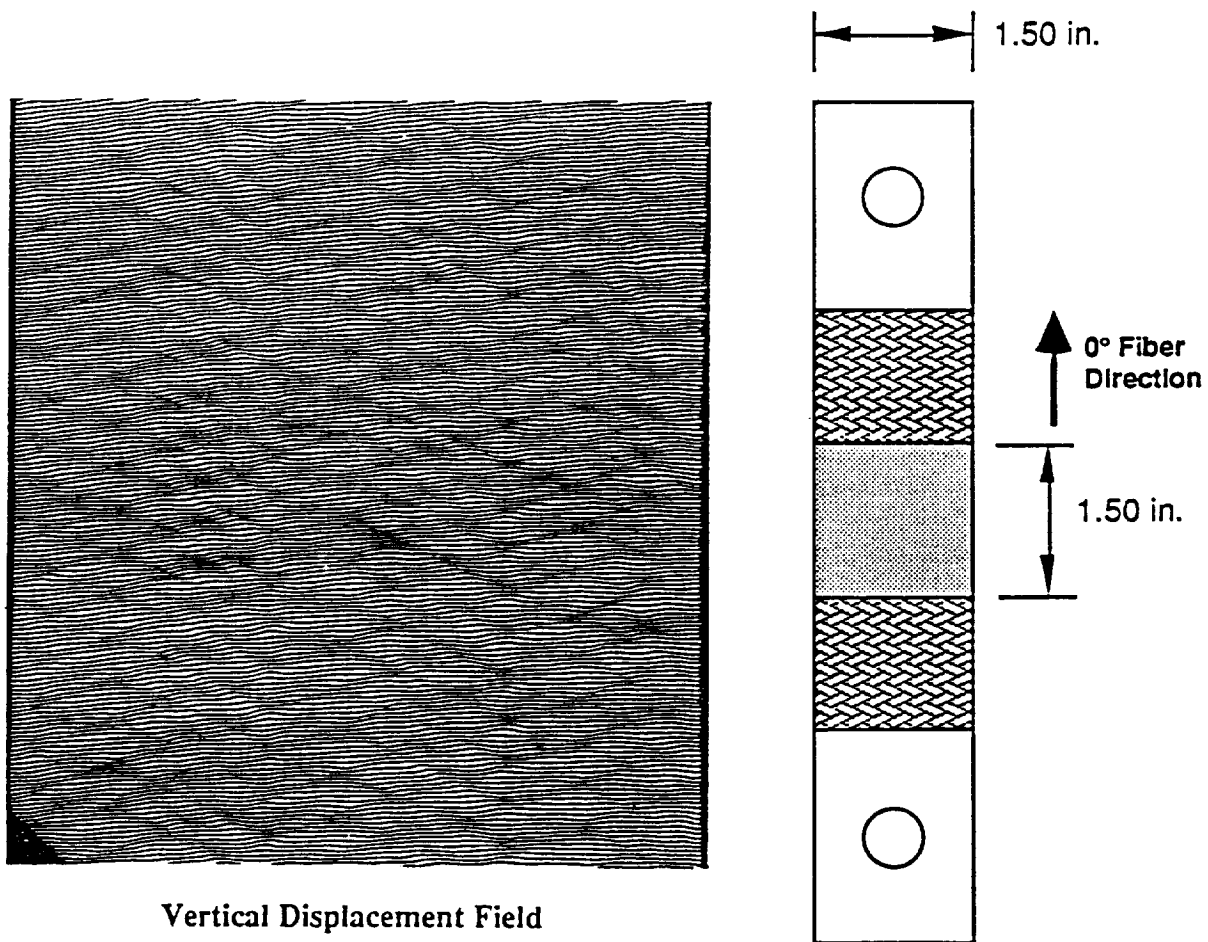 1.50 in.
0° Fiber
Direction
1.50 in.
Vertical Displacement Field